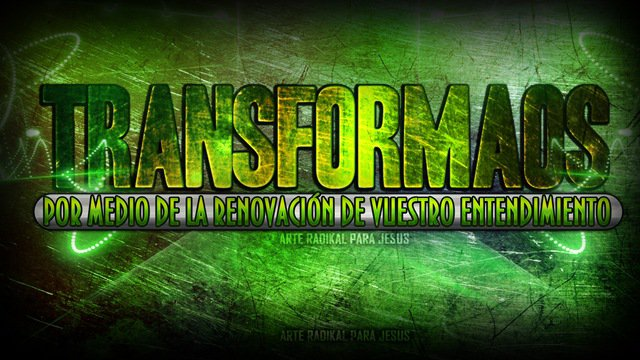 TRANSFORMAOS
POR MEDIO DE LA RENOVACIÓN DE VUESTRO ENTENDIMIENTO
ARTE RADIKAL PARA JESUS
ARTE RADIKAL PARA JESUS